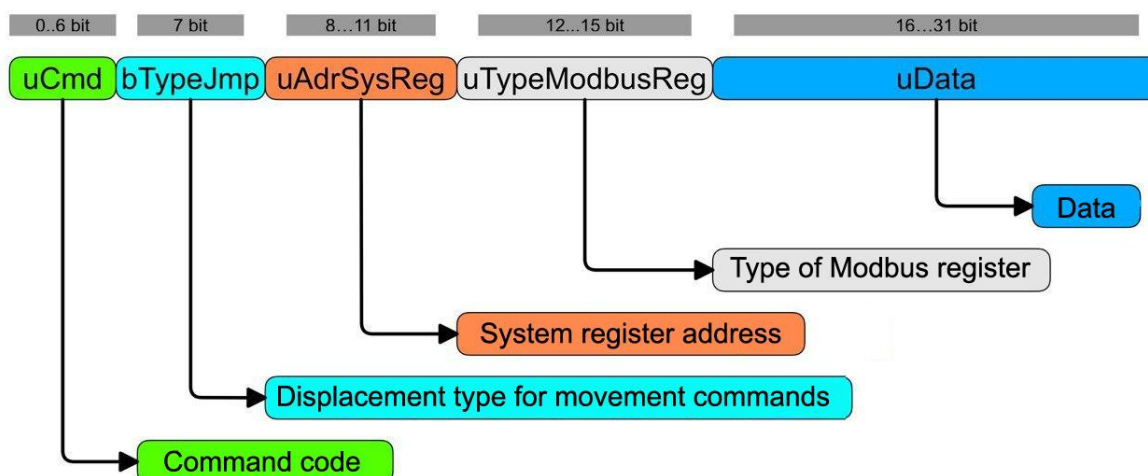 0..6 bit 7 bit 8...11 bit 12...15 bit 16...31 bit
uCmd bTypeJmp uAdrSysReg uTypeModbusReg uData
Data
Type of Modbus register
System register address
Displacement type for movement commands
Command code